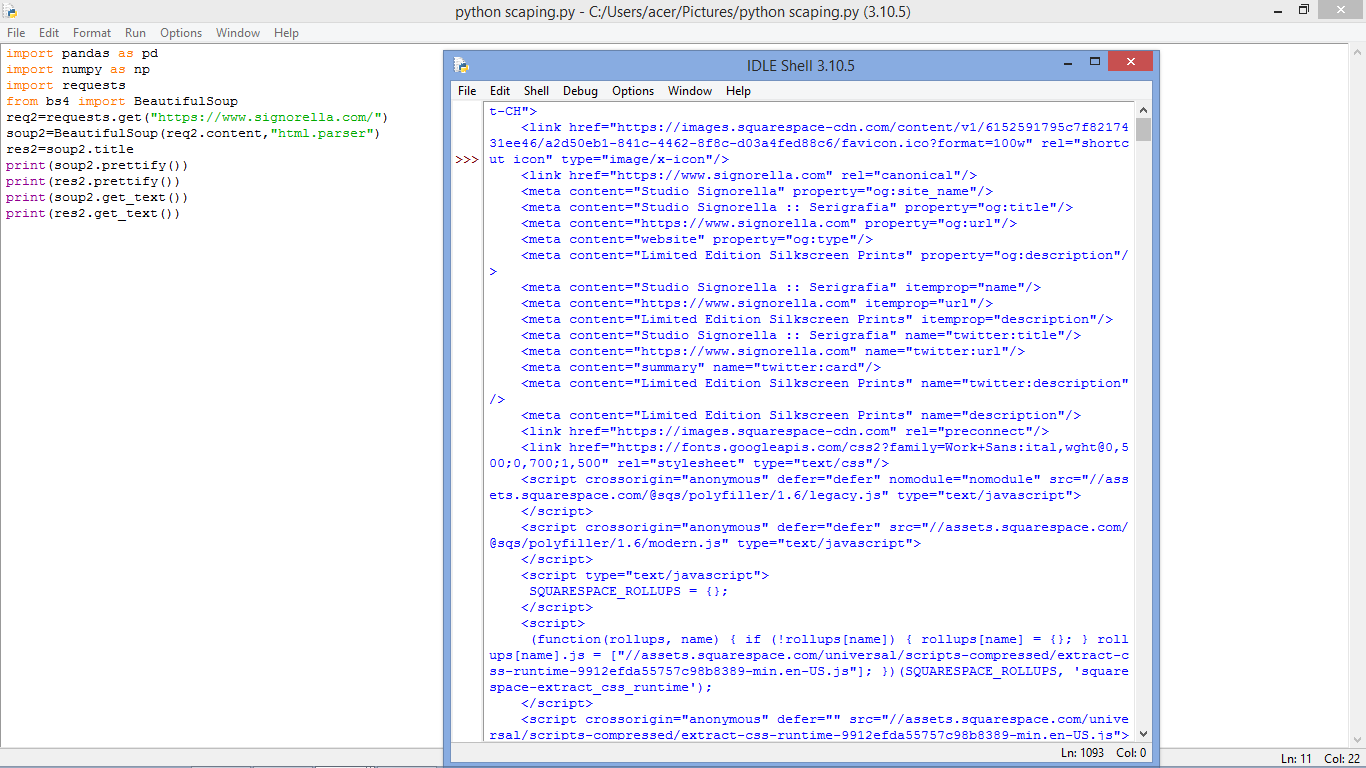 python scaping.py - C:/Users/acer/Pictures/python scaping.py (3.10.5)
File Edit Format Run Options Window Help
import pandas as pd
import numpy as np
import requests
from bs4 import BeautifulSoup
req2=requests.get("https://www.signorella.com/")
soup2=BeautifulSoup(req2.content,"html.parser")
res2=soup2.title
print(soup2.prettify())
print(res2.prettify())
print(soup2.get_text())
print(res2.get_text())
IDLE Shell 3.10.5
File Edit Shell Debug Options Window Help
t-CH">
<link href="https://images.squarespace-cdn.com/content/v1/6152591795c7f82174
31ee46/a2d50eb1-841c-4462-8f8c-d03a4fed88c6/favicon.ico?format=100w" rel="shortc
>>> ut icon" type="image/x-icon"/>
<link href="https://www.signorella.com" rel="canonical"/>
<meta content="Studio Signorella" property="og:site_name"/>
<meta content="Studio Signorella :: Serigrafia" property="og:title"/>
<meta content="https://www.signorella.com" property="og:url"/>
<meta content="website" property="og:type"/>
<meta content="Limited Edition Silkscreen Prints" property="og:description"/
>
<meta content="Studio Signorella :: Serigrafia" itemprop="name"/>
<meta content="https://www.signorella.com" itemprop="url"/>
<meta content="Limited Edition Silkscreen Prints" itemprop="description"/>
<meta content="Studio Signorella :: Serigrafia" name="twitter:title"/>
<meta content="https://www.signorella.com" name="twitter:url"/>
<meta content="summary" name="twitter:card"/>
<meta content="Limited Edition Silkscreen Prints" name="twitter:description"
/>
<meta content="Limited Edition Silkscreen Prints" name="description"/>
<link href="https://images.squarespace-cdn.com" rel="preconnect"/>
<link href="https://fonts.googleapis.com/css2?family=Work+Sans:ital,wght@0,5
00;0,700;1,500" rel="stylesheet" type="text/css"/>
<script crossorigin="anonymous" defer="defer" nomodule="nomodule" src="//ass
ets.squarespace.com/@sqs/polyfiller/1.6/legacy.js" type="text/javascript">
</script>
<script crossorigin="anonymous" defer="defer" src="//assets.squarespace.com/
@sqs/polyfiller/1.6/modern.js" type="text/javascript">
</script>
<script type="text/javascript">
SQUARESPACE_ROLLUPS = {};
</script>
<script>
(function(rollups, name) { if (!rollups[name]) { rollups[name] = {}; } roll
ups[name].js = ["//assets.squarespace.com/universal/scripts-compressed/extract-c
ss-runtime-9912efda55757c98b8389-min.en-US.js"]; })(SQUARESPACE_ROLLUPS, 'square
space-extract_css_runtime');
</script>
<script crossorigin="anonymous" defer="" src="//assets.squarespace.com/unive
rsal/scripts-compressed/extract-css-runtime-9912efda55757c98b8389-min.en-US.js">
Ln: 1093 Col: 0
Ln: 11 Col: 22